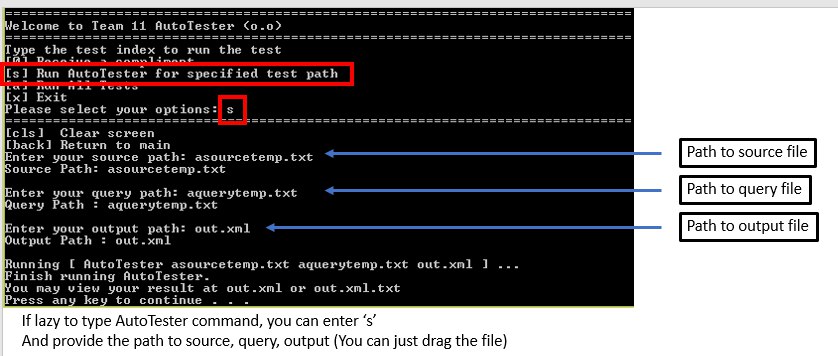 ================================================================================
Welcome to Team 11 AutoTester (o.o)
================================================================================
Type the test index to run the test
[0] Receive a compliment
[s] Run AutoTester for specified test path
Run All Tests
[x] Exit
Please select your options: s
================================================================================
[cls]  Clear screen
[back] Return to main
Enter your source path: asourcetemp.txt
Path to source file
Source Path: asourcetemp.txt
Enter your query path: aquerytemp.txt
Path to query file
Query Path : aquerytemp.txt
Enter your output path: out.xml
Path to output file
Output Path : out.xml
Running [ AutoTester asourcetemp.txt aquerytemp.txt out.xml ] ...
Finish running AutoTester.
You may view your result at out.xml or out.xml.txt
Press any key to continue . . .
If lazy to type AutoTester command, you can enter ‘s’
And provide the path to source, query, output (You can just drag the file)